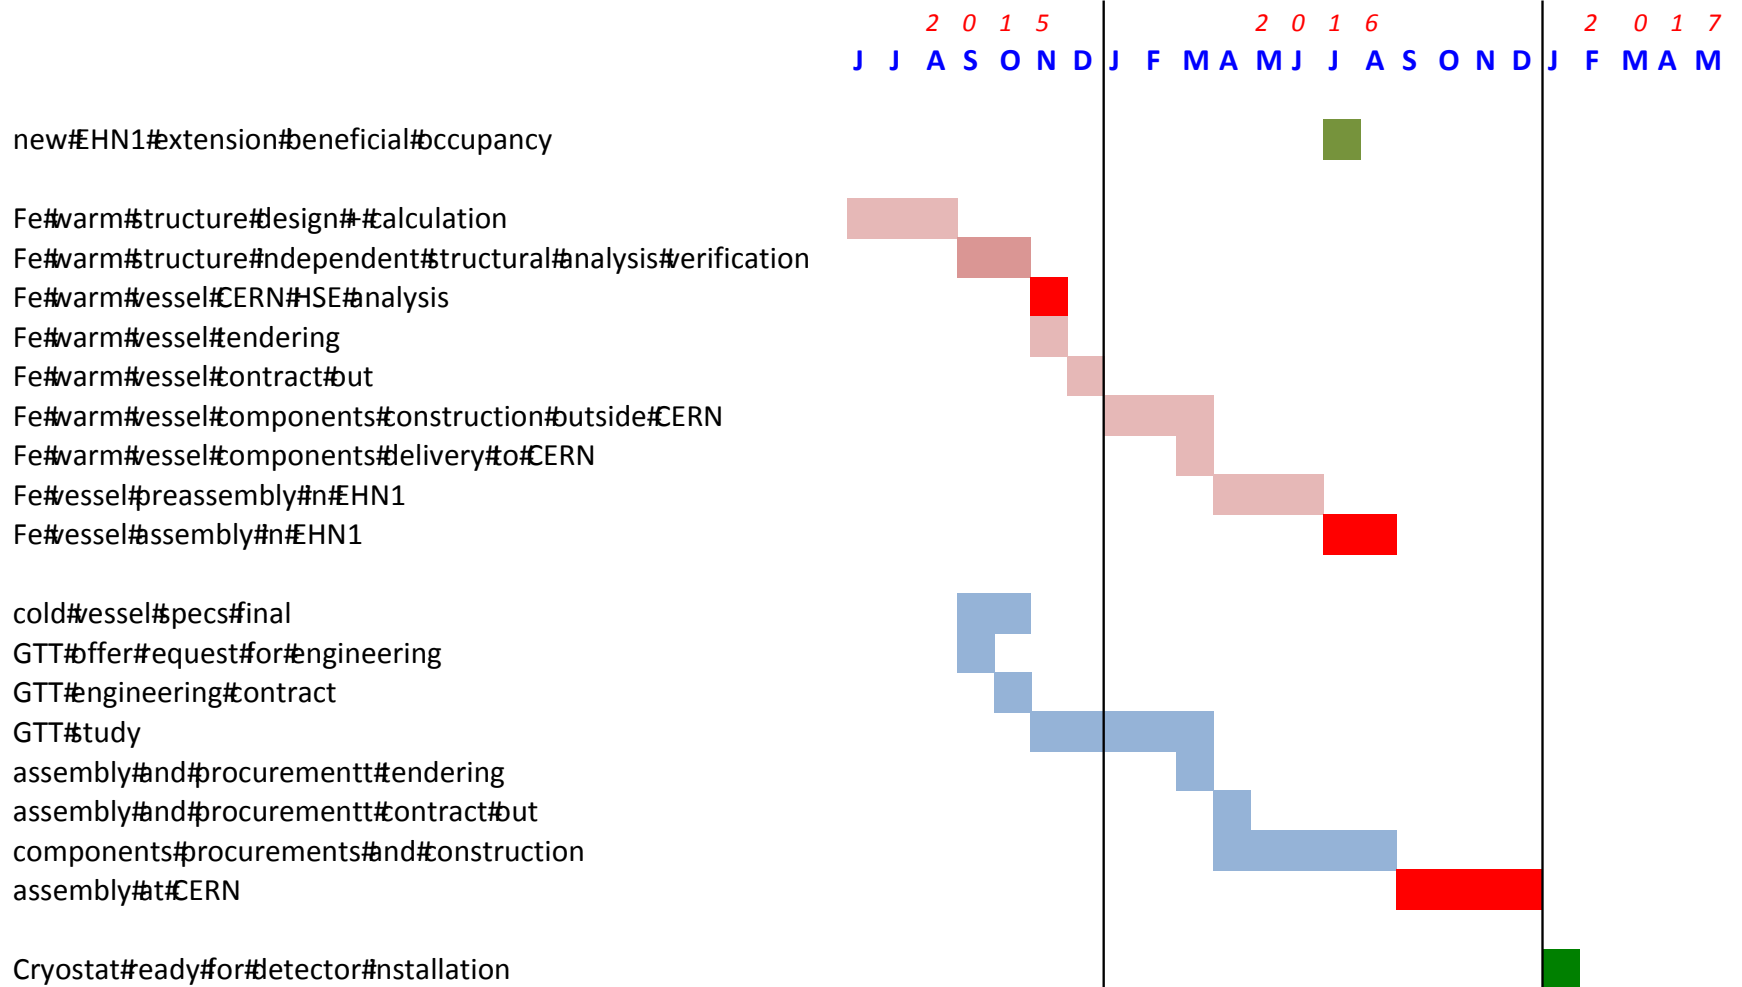 2 0 1 5 2 0 1 6 2 0 1 7
J J A S O N D J F M A M J J A S O N D J F M A M
new#EHN1#extension#beneficial#occupancy
Fe#warm#structure#design#+#calculation
Fe#warm#structure#independent#structural#analysis#verification
Fe#warm#vessel#CERN#HSE#analysis
Fe#warm#vessel#tendering
Fe#warm#vessel#contract#out
Fe#warm#vessel#components#construction#outside#CERN
Fe#warm#vessel#components#delivery#to#CERN
Fe#vessel#preassembly#in#EHN1
Fe#vessel#assembly#in#EHN1
cold#vessel#specs#final
GTT#offer#request#for#engineering
GTT#engineering#contract
GTT#study
assembly#and#procurementt#tendering
assembly#and#procurementt#contract#out
components#procurements#and#construction
assembly#at#CERN
Cryostat#ready#for#detector#installation